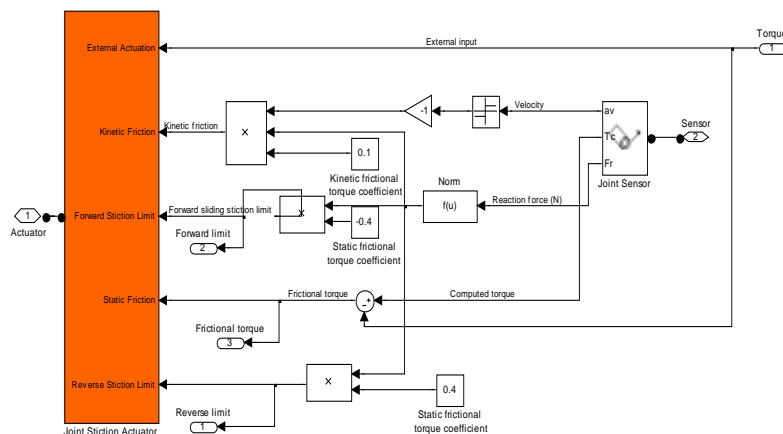 Torque
1
External input
External Actuation
av
Velocity
-1
Sensor
2
Kinetic friction
Kinetic Friction
x
Tc
0.1
Fr
Joint Sensor
Kinetic frictional
torque coefficient
Norm
f(u)
Reaction force (N)
1
Actuator
Forward Stiction Limit
Forward sliding stiction limit
x
-0.4
Forward limit
2
Static frictional
torque coefficient
Static Friction
Frictional torque
-+
Computed torque
Frictional torque
3
Reverse Stiction Limit
x
0.4
Reverse limit
1
Static frictional
torque coefficient
Joint Stiction Actuator